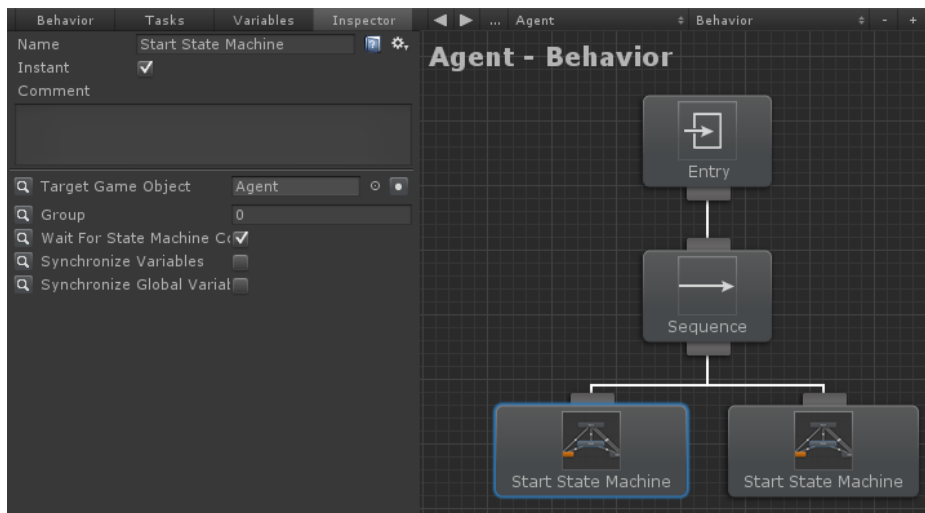 Behavior Tasks Variables Inspector
... Agent Behavior - +
Name Start State Machine
Instant
Comment
Target Game Object Agent
Group 0
Wait For State Machine Co
Synchronize Variables
Synchronize Global Variab
Agent - Behavior
Entry
Sequence
Start State Machine
Start State Machine